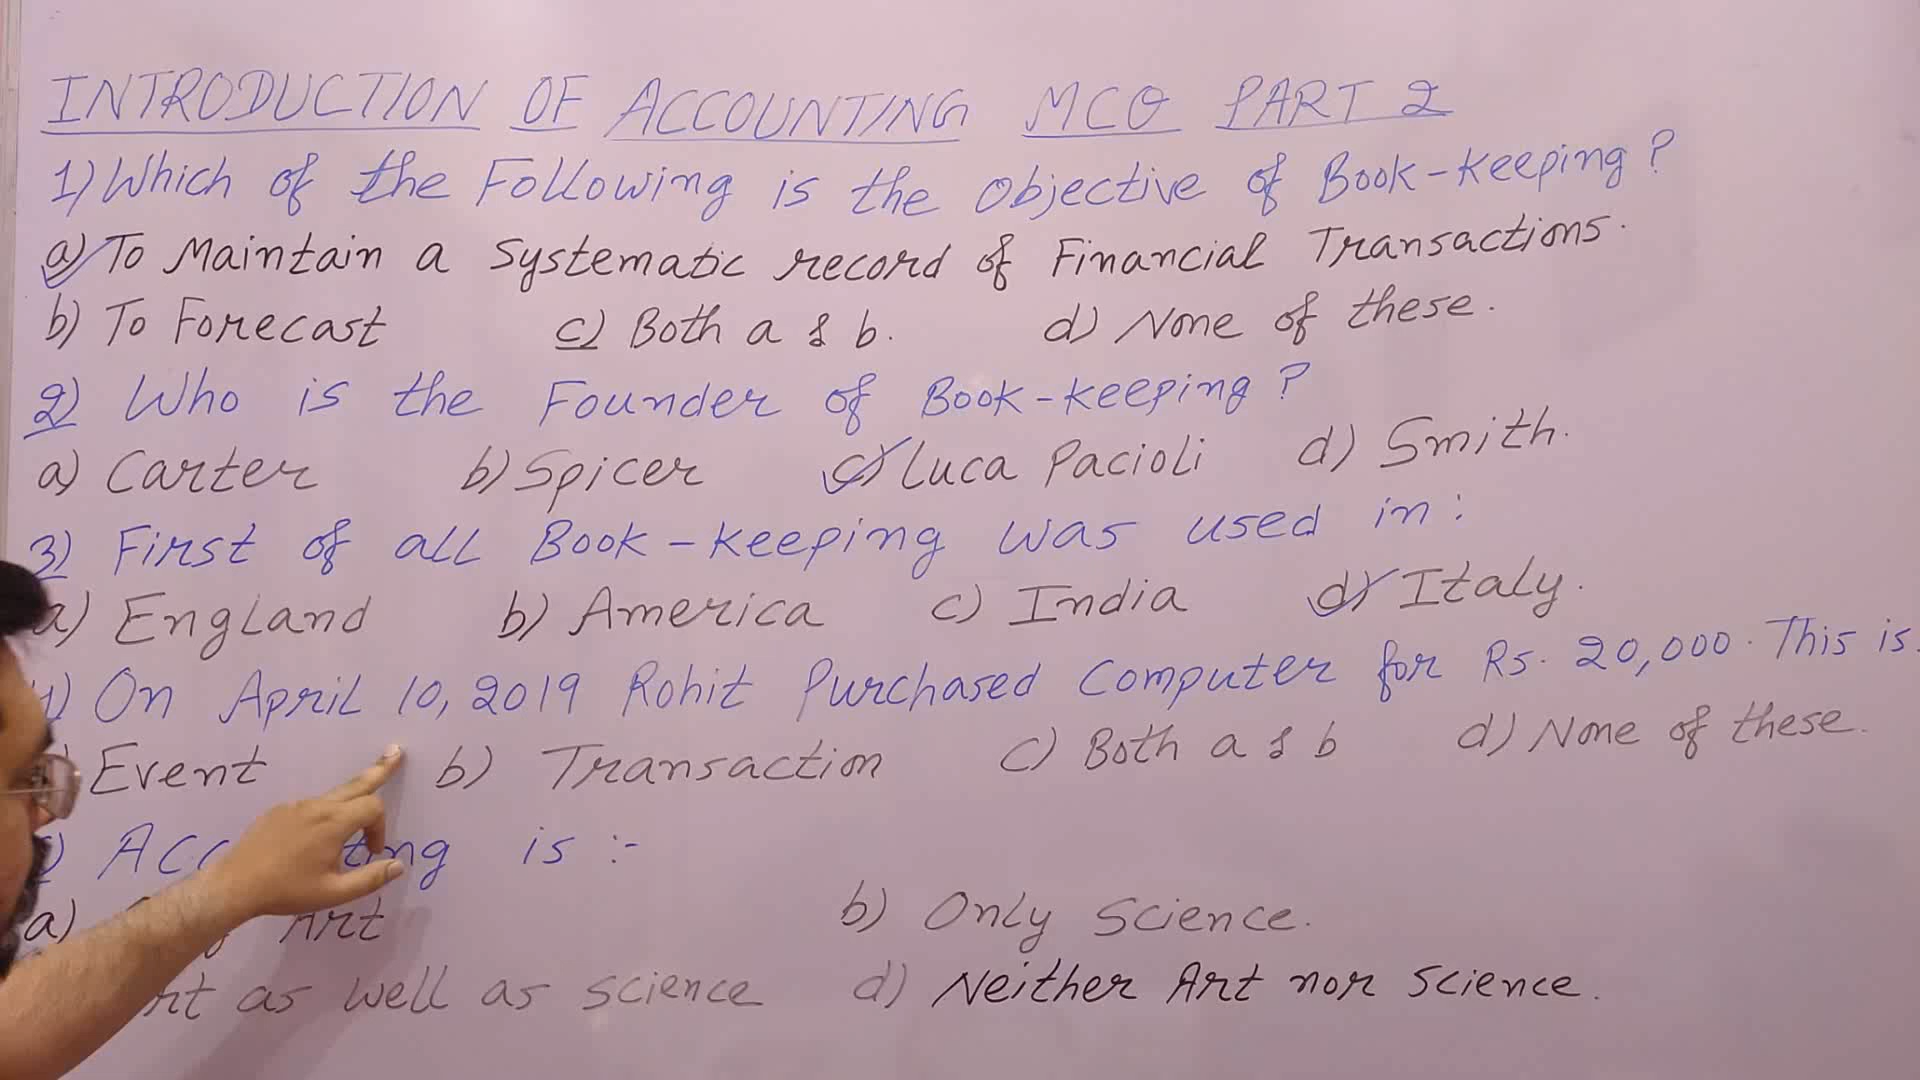 INTRODUCTION OF ACCOUNTING MCQ PART 2
1) Which of the Following is the Objective of Book-keeping?
a) To Maintain a Systematic record of Financial Transactions.
b) To Forecast c) Both a & b. d) None of these.
2) Who is the Founder of Book-keeping?
a) Carter b) Spicer c) Luca Pacioli d) Smith.
3) First of all Book-keeping was used in:
a) England b) America c) India d) Italy.
4) On April 10, 2019 Rohit Purchased Computer for Rs. 20,000. This is
Event b) Transaction c) Both a & b d) None of these.
is :-
a) Art b) Only Science.
as well as science d) Neither Art nor Science.